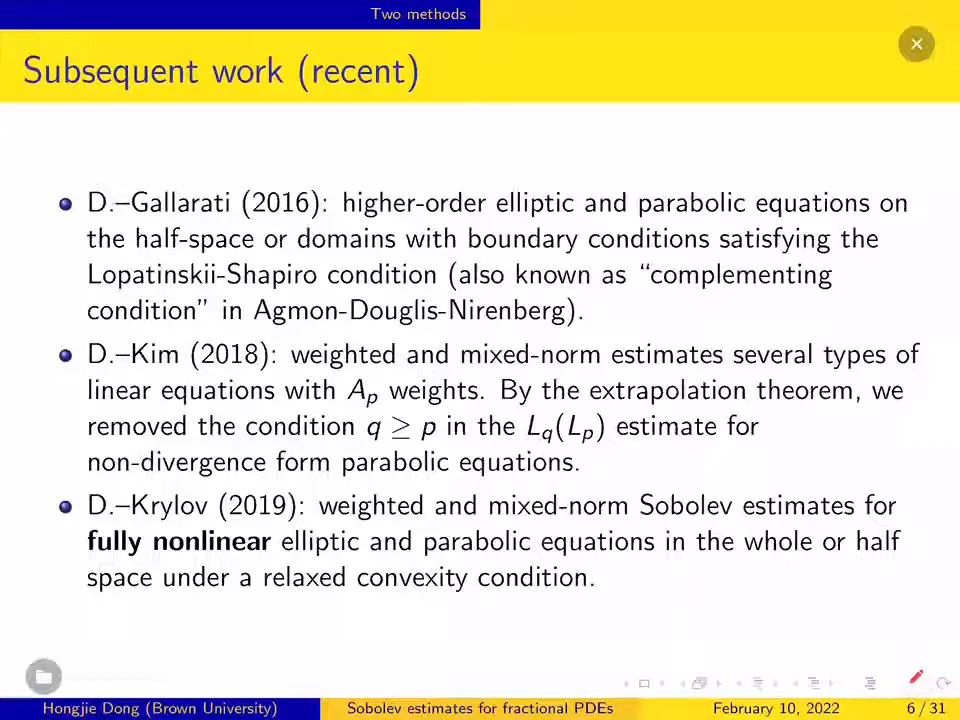 Two methods
Subsequent work (recent)
D.–Gallarati (2016): higher-order elliptic and parabolic equations on
the half-space or domains with boundary conditions satisfying the
Lopatinskii-Shapiro condition (also known as “complementing
condition” in Agmon-Douglis-Nirenberg).
D.–Kim (2018): weighted and mixed-norm estimates several types of
linear equations with A_p weights. By the extrapolation theorem, we
removed the condition q ≥ p in the L_q(L_p) estimate for
non-divergence form parabolic equations.
D.–Krylov (2019): weighted and mixed-norm Sobolev estimates for
fully nonlinear elliptic and parabolic equations in the whole or half
space under a relaxed convexity condition.
Hongjie Dong (Brown University) Sobolev estimates for fractional PDEs February 10, 2022 6 / 31